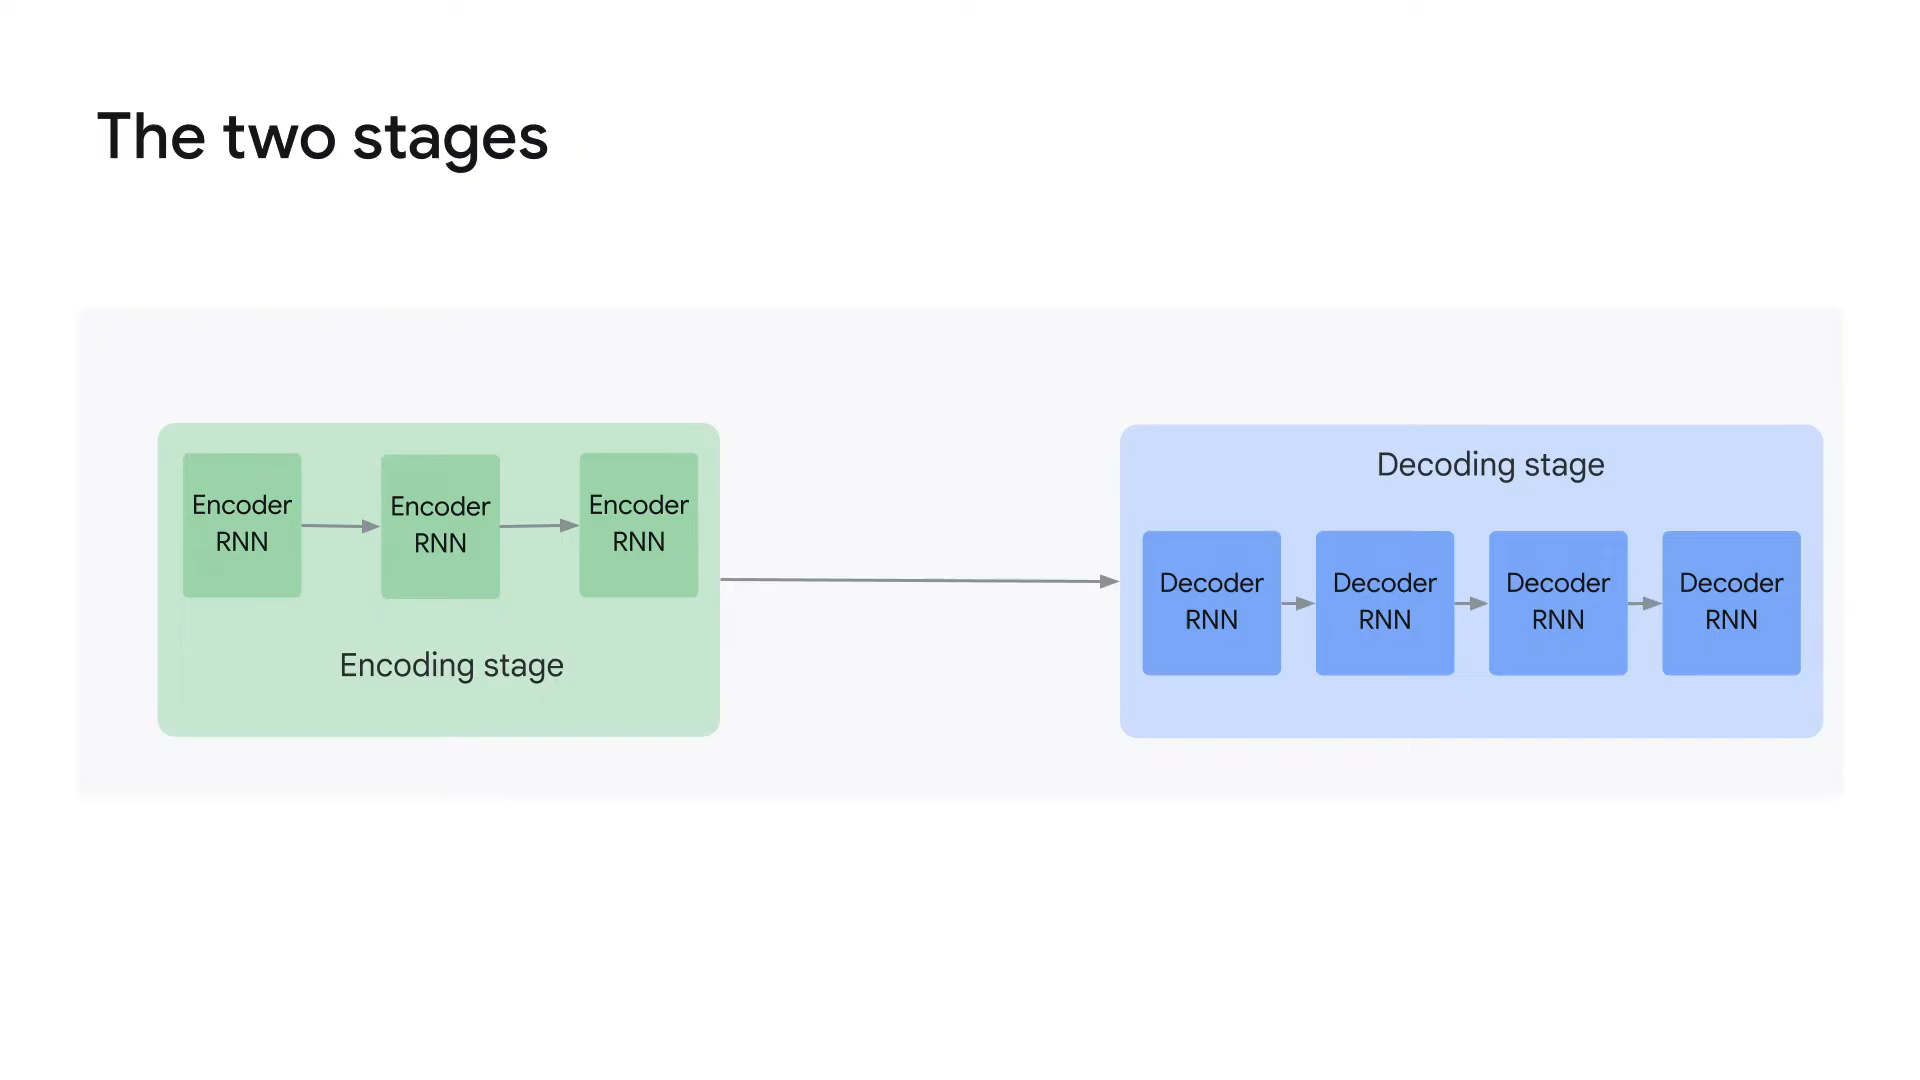 The two stages
Encoder
RNN
Encoder
RNN
Encoder
RNN
Encoding stage
Decoding stage
Decoder
RNN
Decoder
RNN
Decoder
RNN
Decoder
RNN